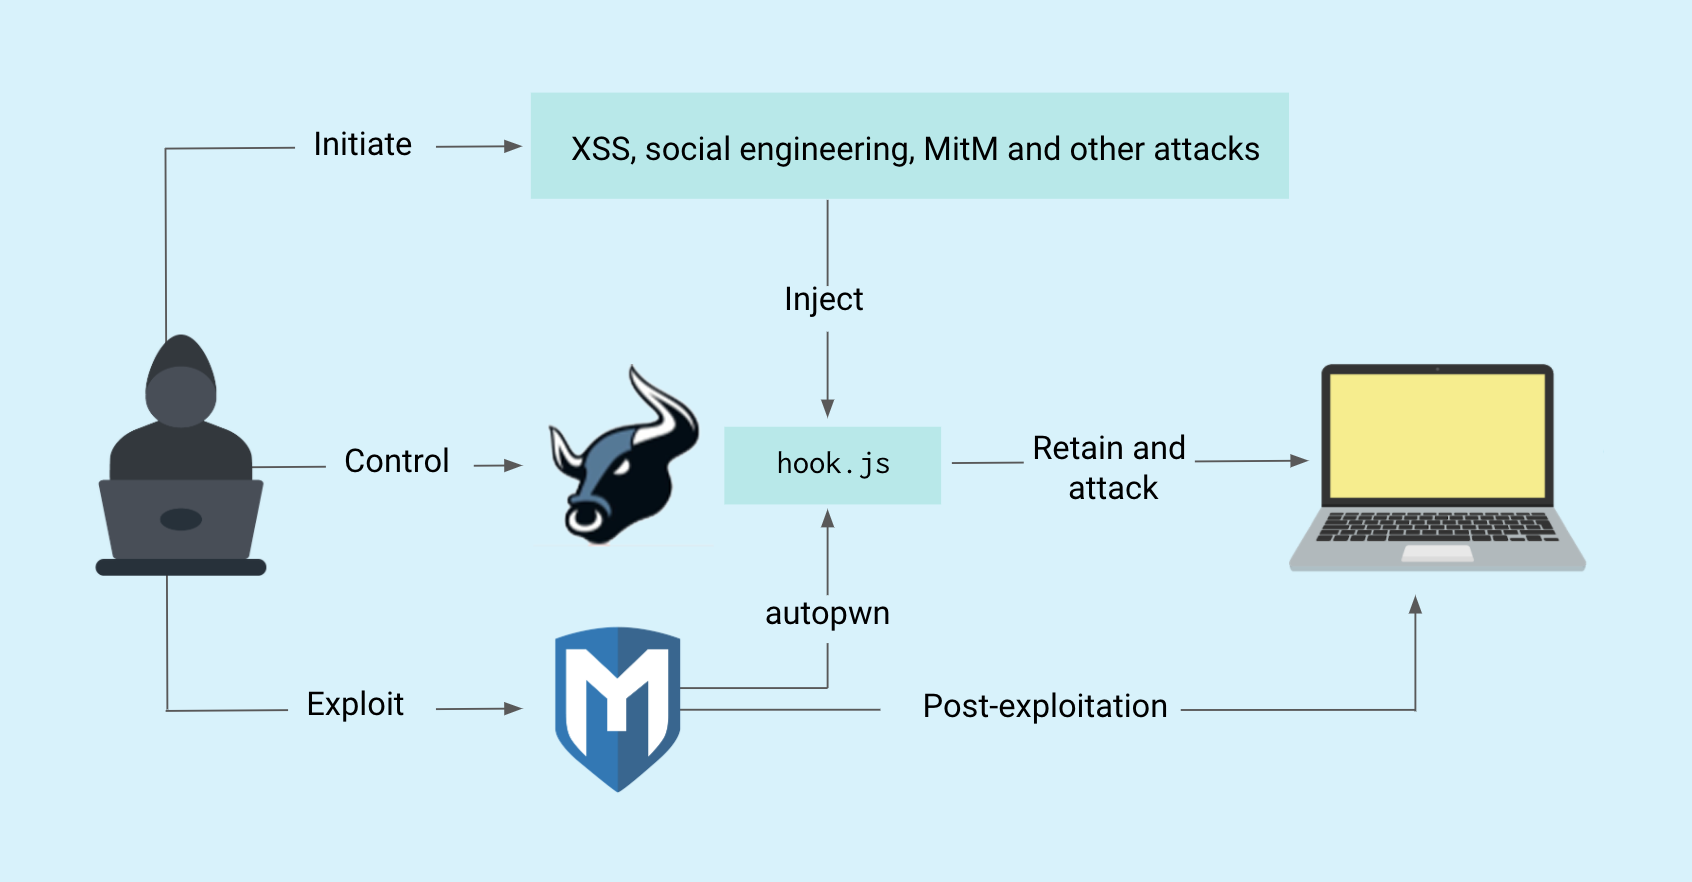 Initiate
XSS, social engineering, MitM and other attacks
Inject
Control
hook.js
Retain and
attack
autopwn
Exploit
M
Post-exploitation